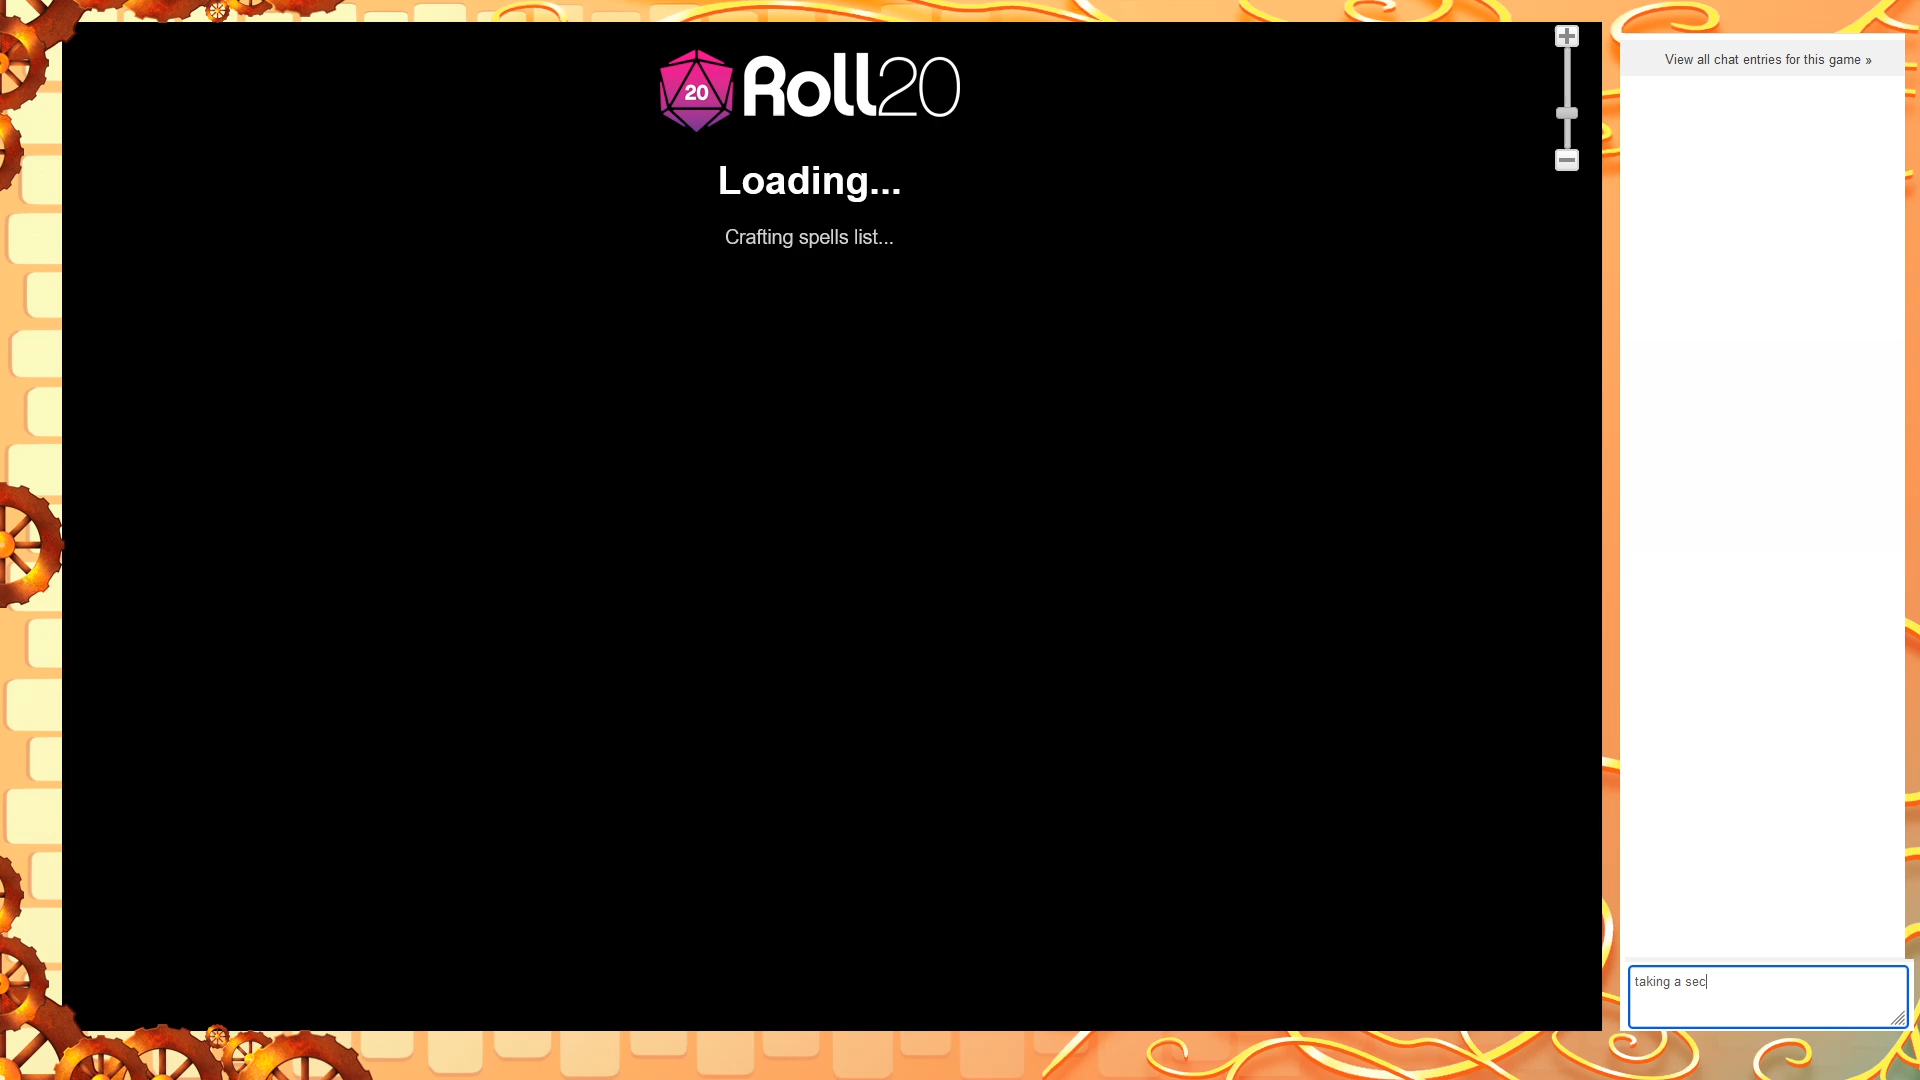 20 Roll20
Loading...
Crafting spells list...
View all chat entries for this game »
taking a sec